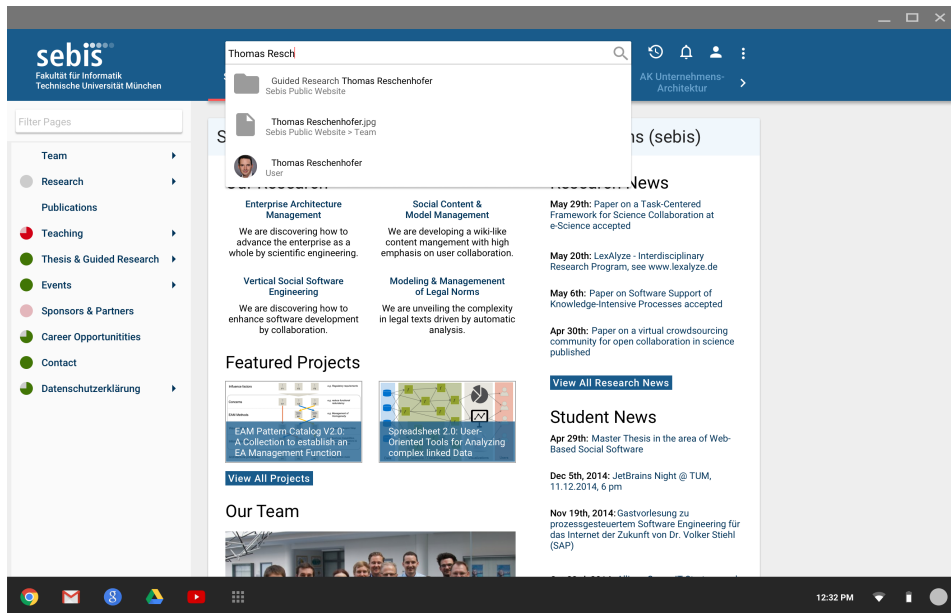 sebis
Fakultät für Informatik
Technische Universität München
Thomas Resch
Guided Research Thomas Reschenhofer
Sebis Public Website
Thomas Reschenhofer.jpg
Sebis Public Website > Team
Thomas Reschenhofer
User
AK Unternehmens-
Architektur
Filter Pages
Team
Research
Publications
Teaching
Thesis & Guided Research
Events
Sponsors & Partners
Career Opportunitities
Contact
Datenschutzerklärung
S
ns (sebis)
Our Research
Enterprise Architecture
Management
We are discovering how to
advance the enterprise as a
whole by scientific engineering.
Social Content &
Model Management
We are developing a wiki-like
content mangement with high
emphasis on user collaboration.
Vertical Social Software
Engineering
We are discovering how to
enhance software development
by collaboration.
Modeling & Managemenent
of Legal Norms
We are unveiling the complexity
in legal texts driven by automatic
analysis.
Featured Projects
EAM Pattern Catalog V2.0:
A Collection to establish an
EA Management Function
Spreadsheet 2.0: User-
Oriented Tools for Analyzing
complex linked Data
View All Projects
Our Team
Research News
May 29th: Paper on a Task-Centered
Framework for Science Collaboration at
e-Science accepted
May 20th: LexAlyze - Interdisciplinary
Research Program, see www.lexalyze.de
May 6th: Paper on Software Support of
Knowledge-Intensive Processes accepted
Apr 30th: Paper on a virtual crowdsourcing
community for open collaboration in science
published
View All Research News
Student News
Apr 29th: Master Thesis in the area of Web-
Based Social Software
Dec 5th, 2014: JetBrains Night @ TUM,
11.12.2014, 6 pm
Nov 19th, 2014: Gastvorlesung zu
prozessgesteuertem Software Engineering für
das Internet der Zukunft von Dr. Volker Stiehl
(SAP)
12:32 PM